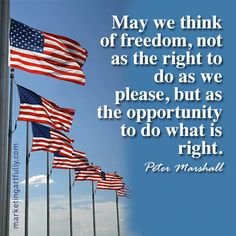 May we think
of freedom, not
as the right to
do as we
please, but as
the opportunity
to do what is
right.
Peter Marshall
marketingartfully.com